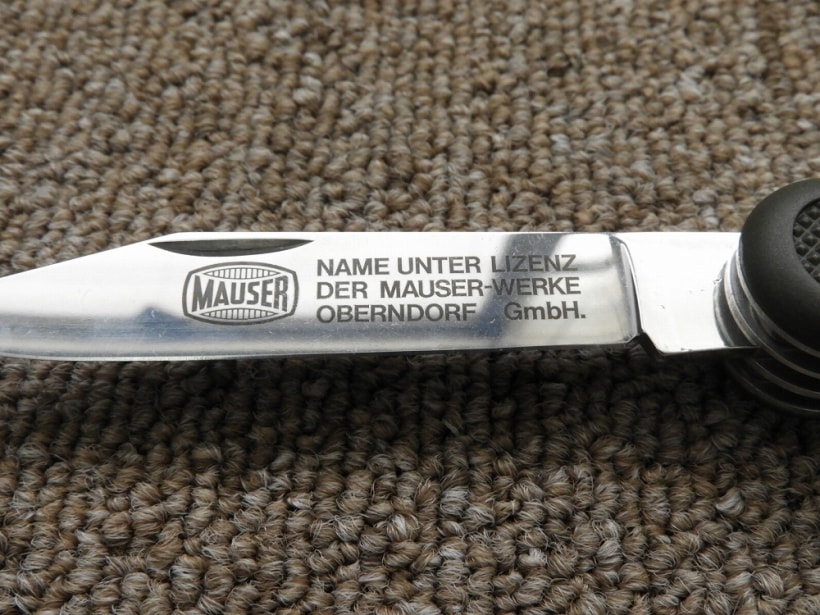 MAUSER
NAME UNTER LIZENZ
DER MAUSER-WERKE
OBERNDORF GmbH.